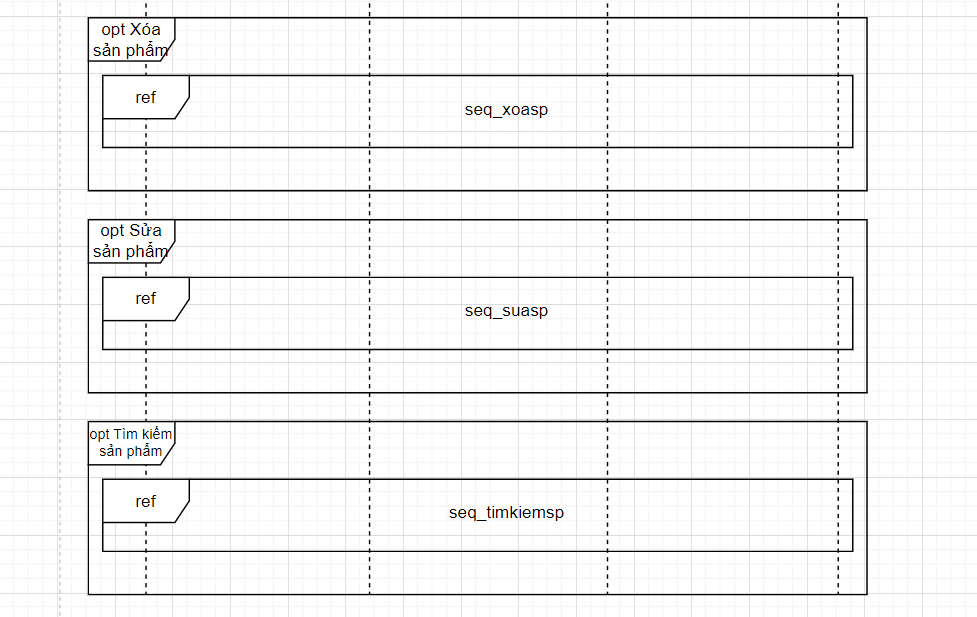 opt Xóa
sản phẩm
ref
seq_xoasp
opt Sửa
sản phẩm
ref
seq_suasp
opt Tìm kiếm
sản phẩm
ref
seq_timkiemsp